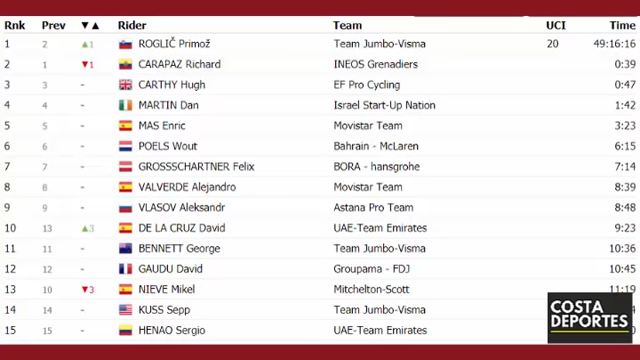 Rnk Prev ▼▲ Rider Team UCI Time
1 2 ▲1 ROGLIČ Primož Team Jumbo-Visma 20 49:16:16
2 1 ▼1 CARAPAZ Richard INEOS Grenadiers 0:39
3 3 - CARTHY Hugh EF Pro Cycling 0:47
4 4 - MARTIN Dan Israel Start-Up Nation 1:42
5 5 - MAS Enric Movistar Team 3:23
6 6 - POELS Wout Bahrain - McLaren 6:15
7 7 - GROSSSCHARTNER Felix BORA - hansgrohe 7:14
8 8 - VALVERDE Alejandro Movistar Team 8:39
9 9 - VLASOV Aleksandr Astana Pro Team 8:48
10 13 ▲3 DE LA CRUZ David UAE-Team Emirates 9:23
11 11 - BENNETT George Team Jumbo-Visma 10:36
12 12 - GAUDU David Groupama - FDJ 10:45
13 10 ▼3 NIEVE Mikel Mitchelton-Scott 11:19
14 14 - KUSS Sepp Team Jumbo-Visma
15 15 - HENAO Sergio UAE-Team Emirates
COSTA
DEPORTES